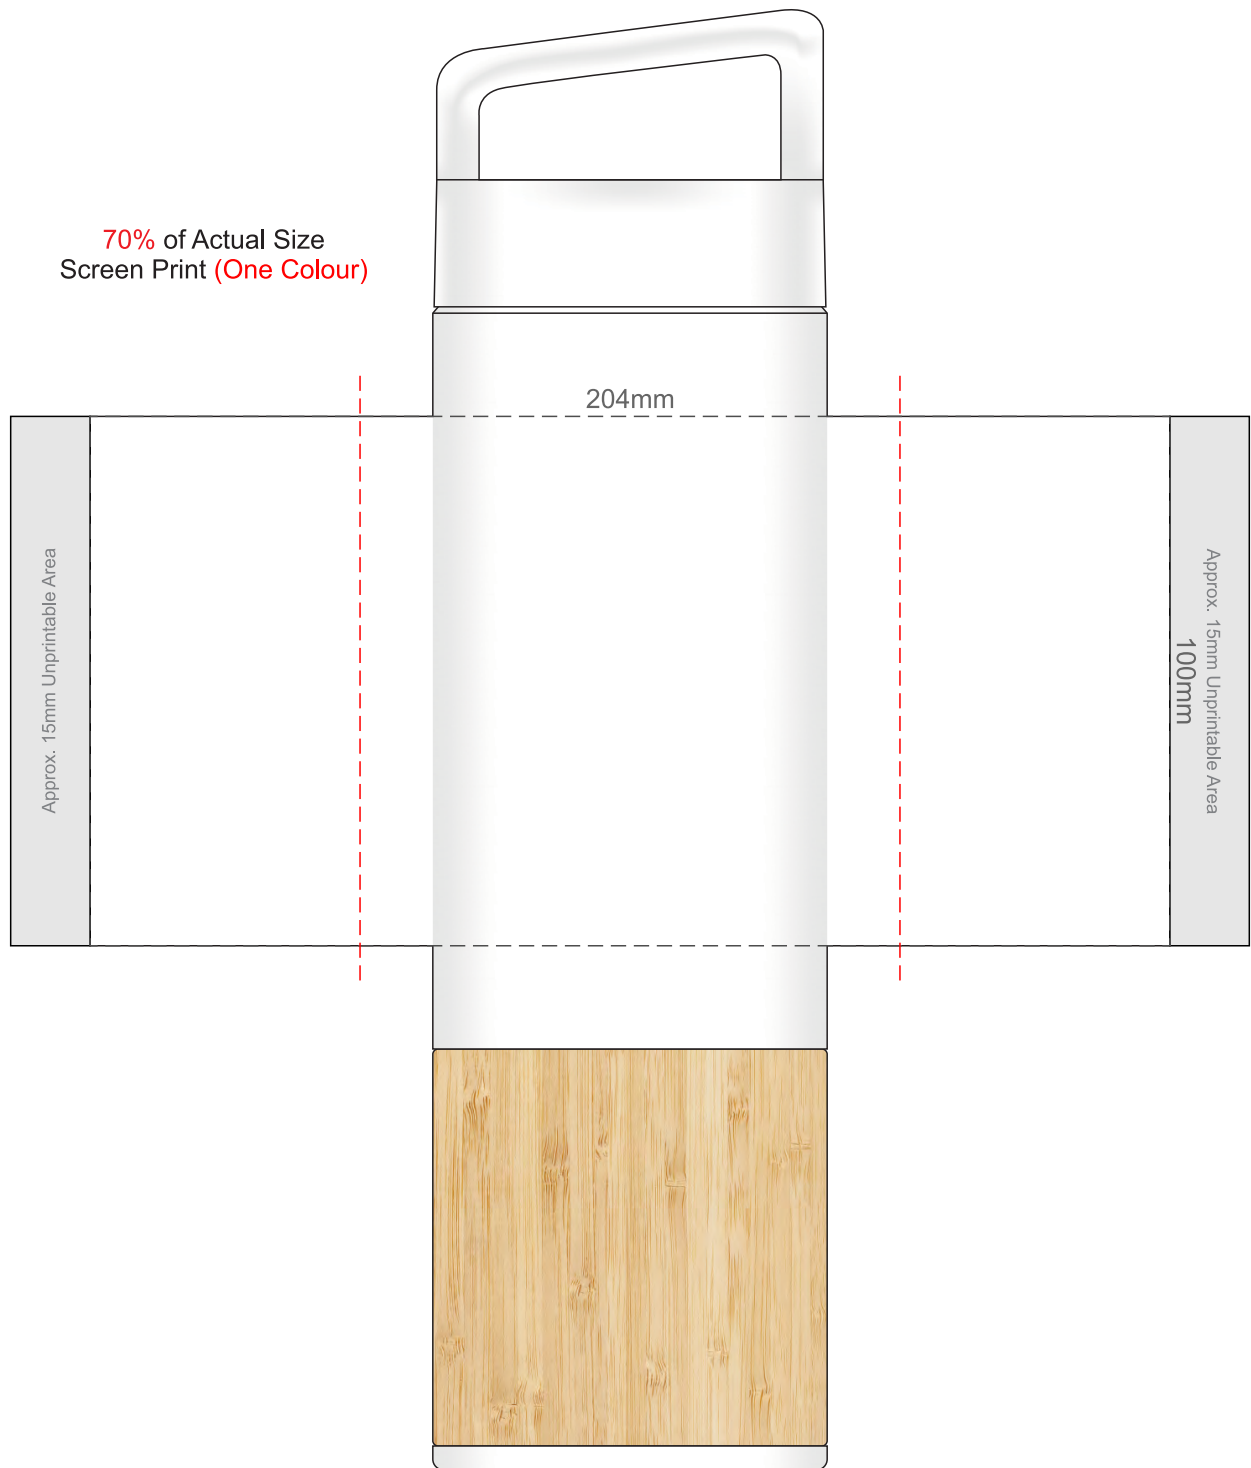 70% of Actual Size
Screen Print (One Colour)
204mm
Approx. 15mm Unprintable Area
100mm
Approx. 15mm Unprintable Area